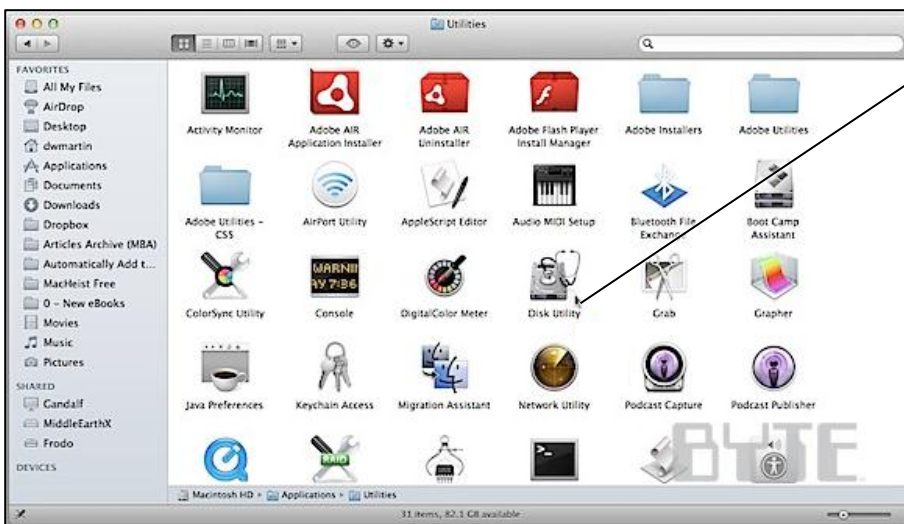 Utilities
FAVORITES
All My Files
AirDrop
Desktop
dwmartin
Applications
Documents
Downloads
Dropbox
Articles Archive (MBA)
Automatically Add t...
MacHeist Free
0 - New eBooks
Movies
Music
Pictures
SHARED
Gandalf
MiddleEarthX
Frodo
DEVICES
Activity Monitor
Adobe AIR
Application Installer
Adobe AIR
Uninstaller
Adobe Flash Player
Install Manager
Adobe Installers
Adobe Utilities
Adobe Utilities -
CS5
AirPort Utility
AppleScript Editor
Audio MIDI Setup
Bluetooth File
Exchange
Boot Camp
Assistant
WARNIN
AY 7:86
ColorSync Utility
Console
DigitalColor Meter
Disk Utility
Grab
Grapher
Java Preferences
Keychain Access
Migration Assistant
Network Utility
Podcast Capture
Podcast Publisher
RAID
>_
BYTE
Macintosh HD
Applications
Utilities
31 items, 82.1 GB available